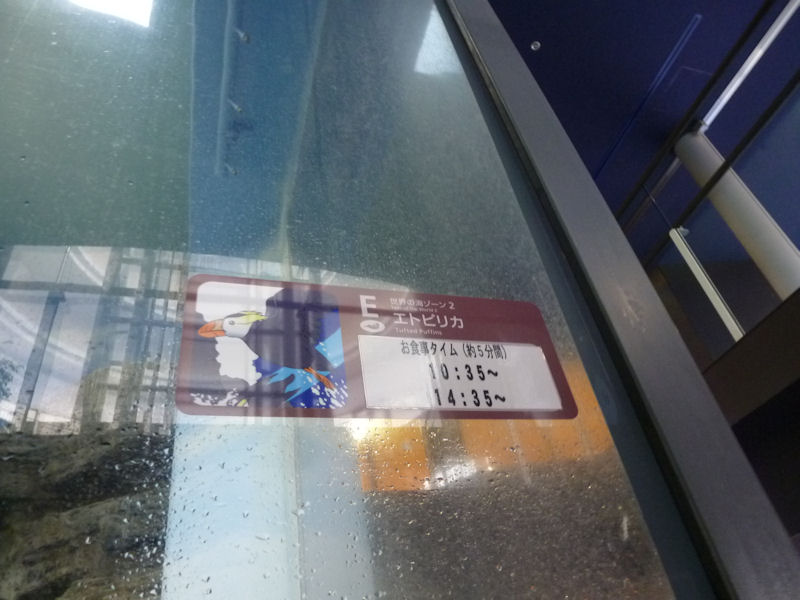 世界の海ゾーン2
エトピリカ
Tufted Puffins
お食事タイム(約5分間)
10:35~
14:35~